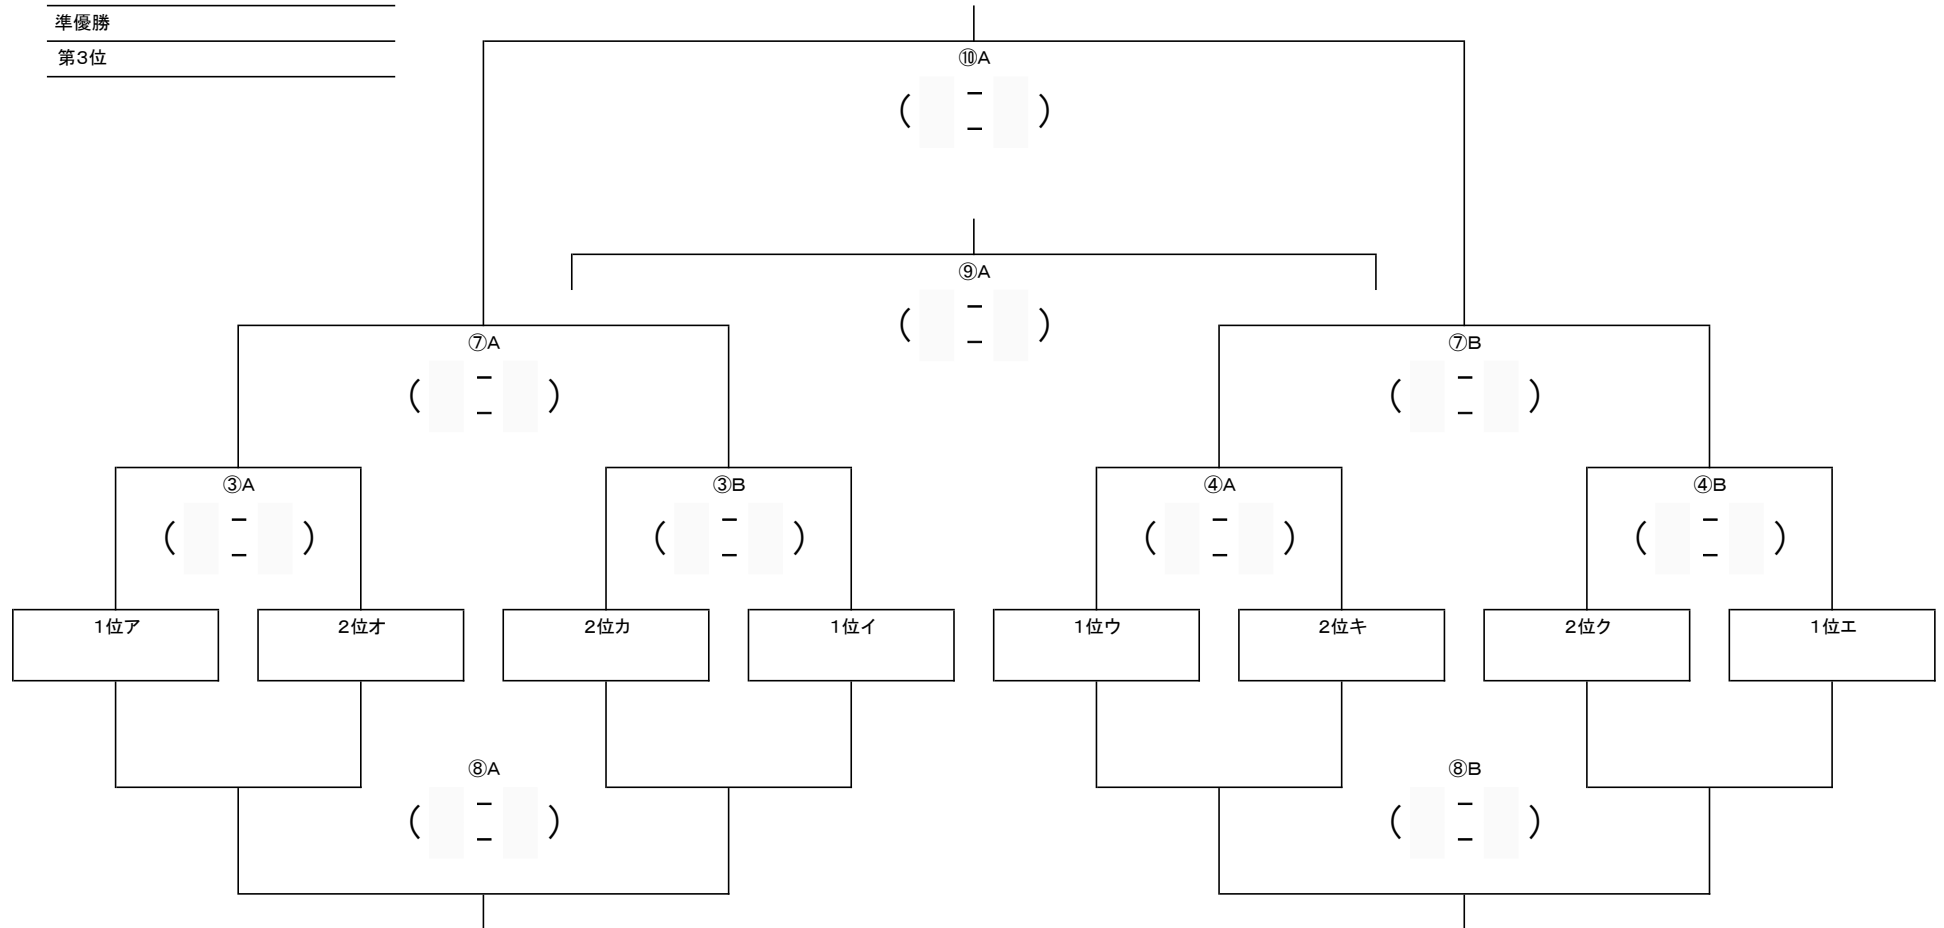 準優勝
第3位
⑩A
( - - )
⑨A
( - - )
⑦A
⑦B
( - - )
( - - )
③A
③B
④A
④B
( - - )
( - - )
( - - )
( - - )
1位ア
2位オ
2位カ
1位イ
1位ウ
2位キ
2位ク
1位エ
⑧A
⑧B
( - - )
( - - )